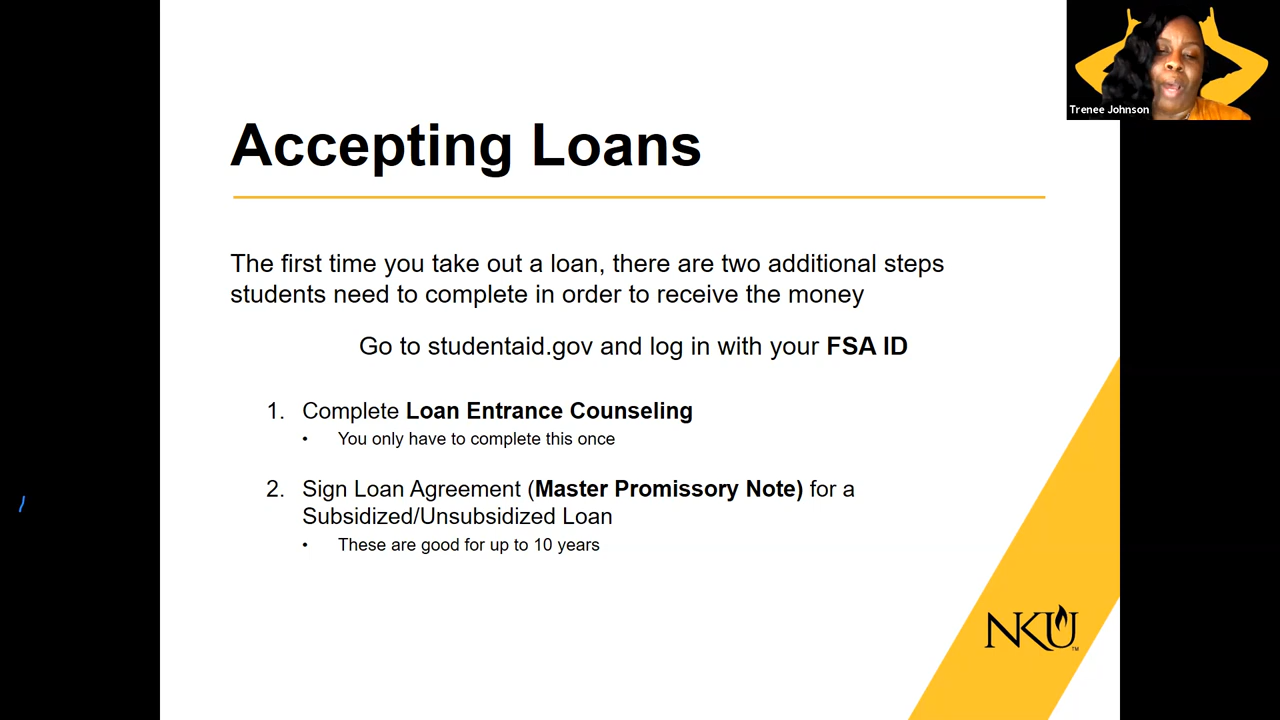 Trenee Johnson
Accepting Loans
The first time you take out a loan, there are two additional steps
students need to complete in order to receive the money
Go to studentaid.gov and log in with your FSA ID
1. Complete Loan Entrance Counseling
• You only have to complete this once
2. Sign Loan Agreement (Master Promissory Note) for a
Subsidized/Unsubsidized Loan
• These are good for up to 10 years
NKU™